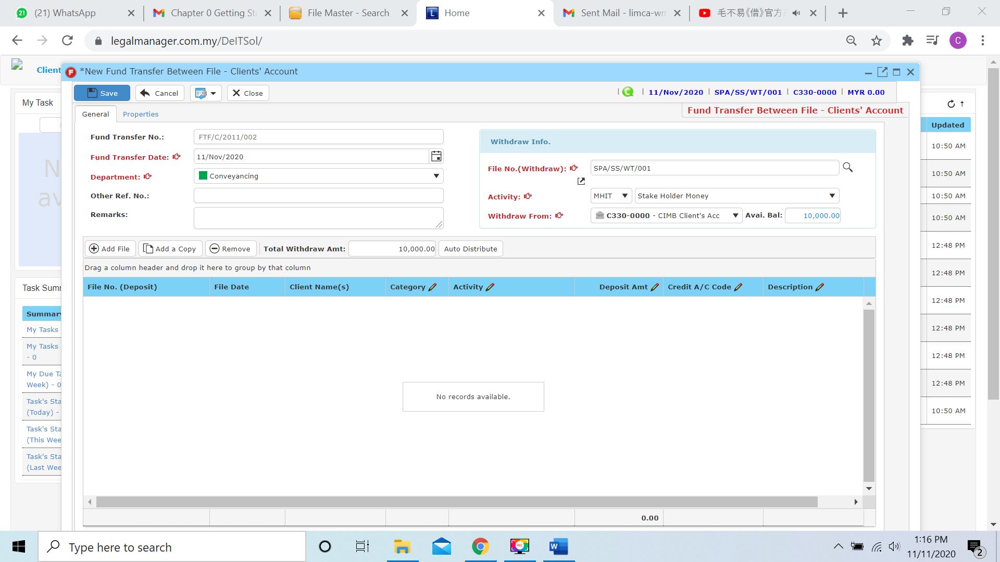 21 (21) WhatsApp
Chapter 0 Getting Sta
File Master - Search
L Home
Sent Mail - limca-wm
毛不易《借》官方
legalmanager.com.my/DeITSol/
C
Client
F *New Fund Transfer Between File - Clients' Account
Save Cancel Close
C 11/Nov/2020 SPA/SS/WT/001 C330-0000 MYR 0.00
My Task
General Properties
Fund Transfer Between File - Clients' Account
Updated
Fund Transfer No.: FTF/C/2011/002
Fund Transfer Date: 11/Nov/2020
Department: Conveyancing
Other Ref. No.:
Remarks:
Withdraw Info.
File No.(Withdraw): SPA/SS/WT/001
Activity: MHIT Stake Holder Money
Withdraw From: C330-0000 - CIMB Client's Acc Avai. Bal: 10,000.00
N
av
Add File Add a Copy Remove Total Withdraw Amt: 10,000.00 Auto Distribute
Drag a column header and drop it here to group by that column
File No. (Deposit) File Date Client Name(s) Category Activity Deposit Amt Credit A/C Code Description
No records available.
0.00
Task Summ
Summary
My Tasks
My Tasks
- 0
My Due Ta
Week) - 0
Task's Sta
(Today) -
Task's Sta
(This Wee
Task's Sta
(Last Wee
10:50 AM
10:50 AM
10:50 AM
10:50 AM
12:48 PM
12:48 PM
12:48 PM
12:48 PM
12:48 PM
12:48 PM
10:50 AM
Type here to search
REC
W
1:16 PM
11/11/2020
2